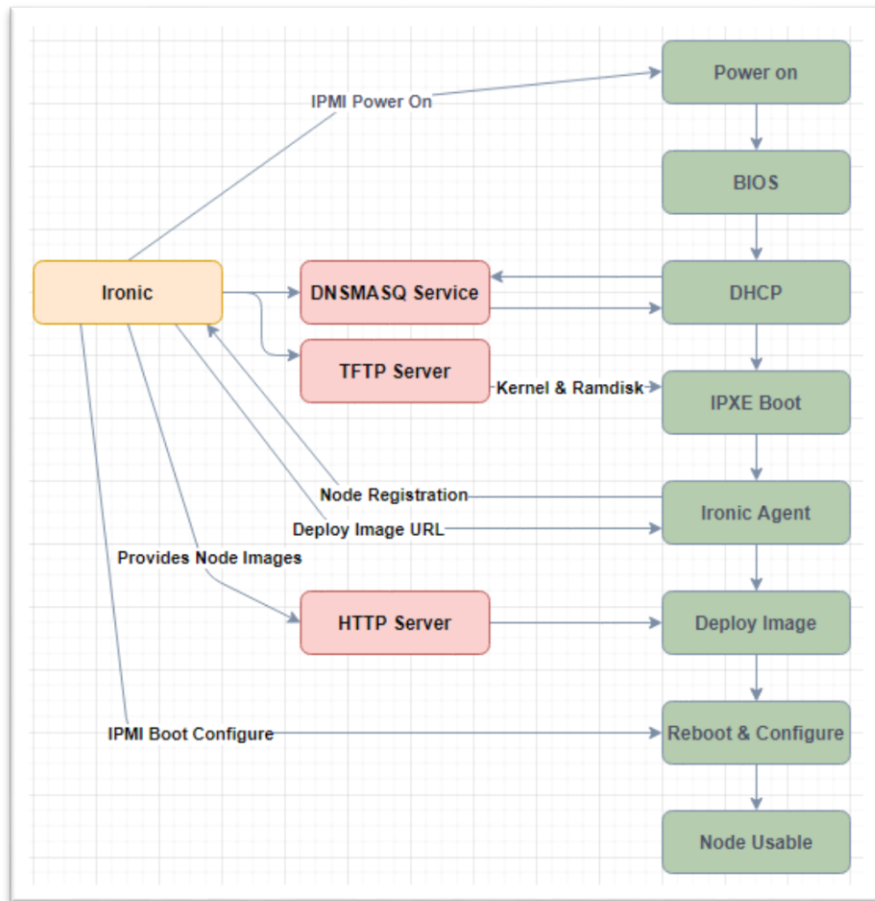 Power on
IPMI Power On
BIOS
Ironic
DNSMASQ Service
DHCP
TFTP Server
Kernel & Ramdisk
IPXE Boot
Node Registration
Ironic Agent
Deploy Image URL
Provides Node Images
HTTP Server
Deploy Image
IPMI Boot Configure
Reboot & Configure
Node Usable